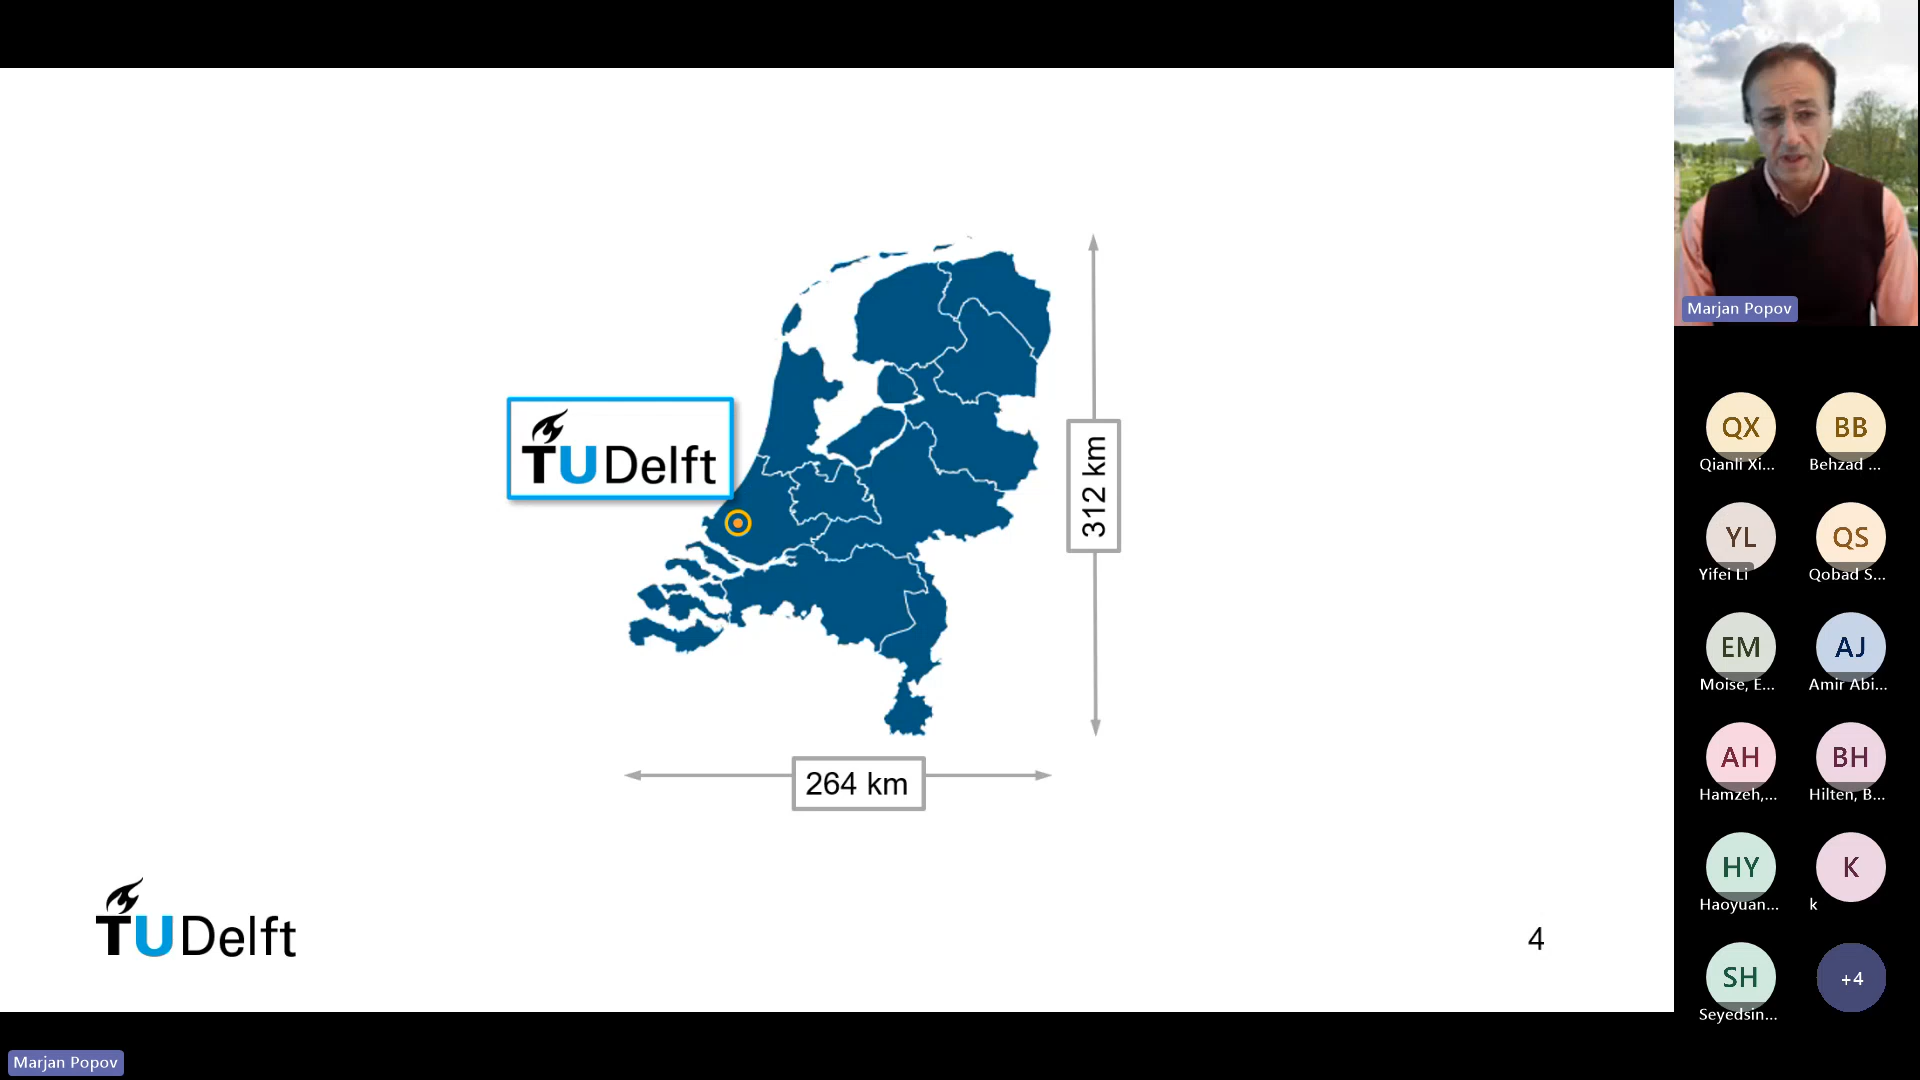 TUDelft
312 km
264 km
TUDelft
4
Marjan Popov
QX
BB
Qianli Xi...
Behzad ...
YL
QS
Yifei Li
Qobad S...
EM
AJ
Moise, E...
Amir Abi...
AH
BH
Hamzeh,...
Hilten, B...
HY
K
Haoyuan...
k
SH
+4
Seyedsin...
Marjan Popov